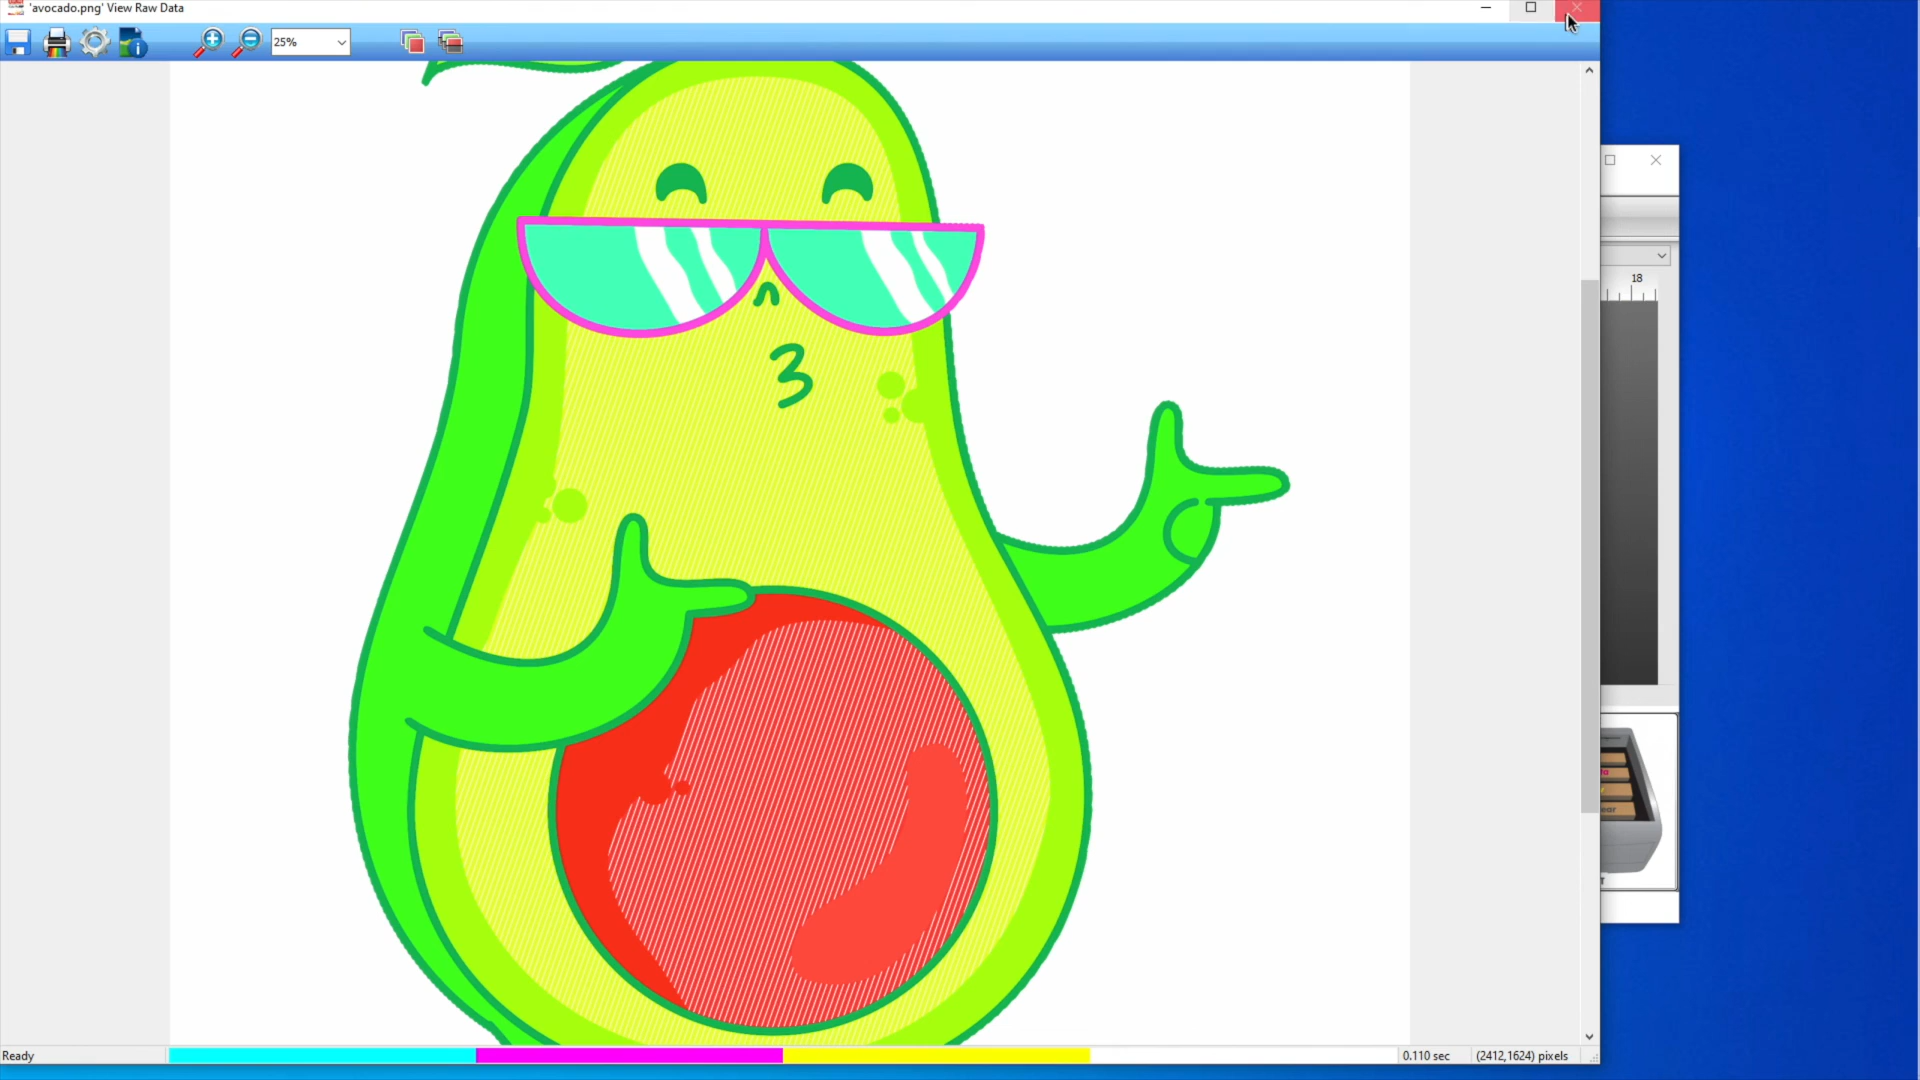 'avocado.png' View Raw Data
25%
18
Ready
0.110 sec
(2412,1624) pixels